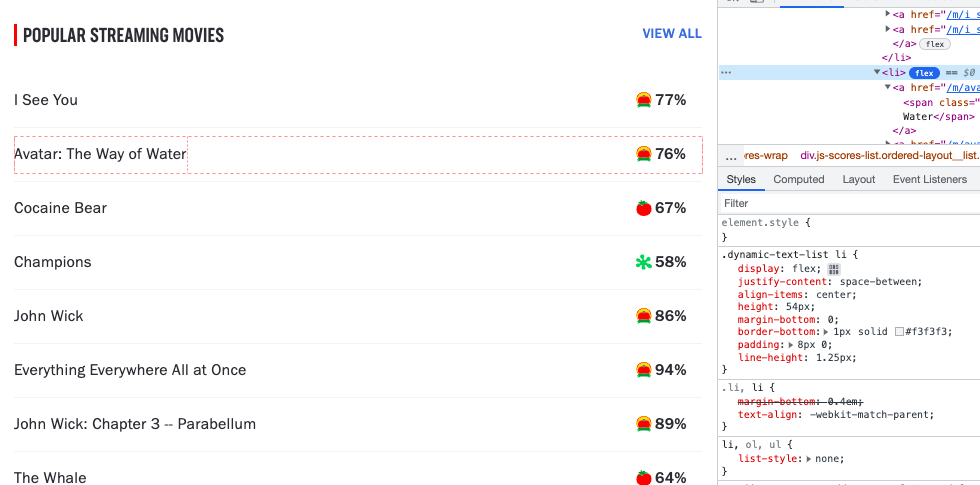 POPULAR STREAMING MOVIES
VIEW ALL
I See You
77%
Avatar: The Way of Water
76%
Cocaine Bear
67%
Champions
58%
John Wick
86%
Everything Everywhere All at Once
94%
John Wick: Chapter 3 -- Parabellum
89%
The Whale
64%
<a href="/m/i_s
<a href="/m/i_s
</a> flex
</li>
… <li> flex == $0
<a href="/m/ava
<span class="
Water</span>
</a>
… res-wrap div.js-scores-list.ordered-layout__list.
Styles Computed Layout Event Listeners
Filter
element.style {
}
.dynamic-text-list li {
display: flex;
justify-content: space-between;
align-items: center;
height: 54px;
margin-bottom: 0;
border-bottom: 1px solid #f3f3f3;
padding: 8px 0;
line-height: 1.25px;
}
.li, li {
margin-bottom: 0.4em;
text-align: -webkit-match-parent;
}
li, ol, ul {
list-style: none;
}